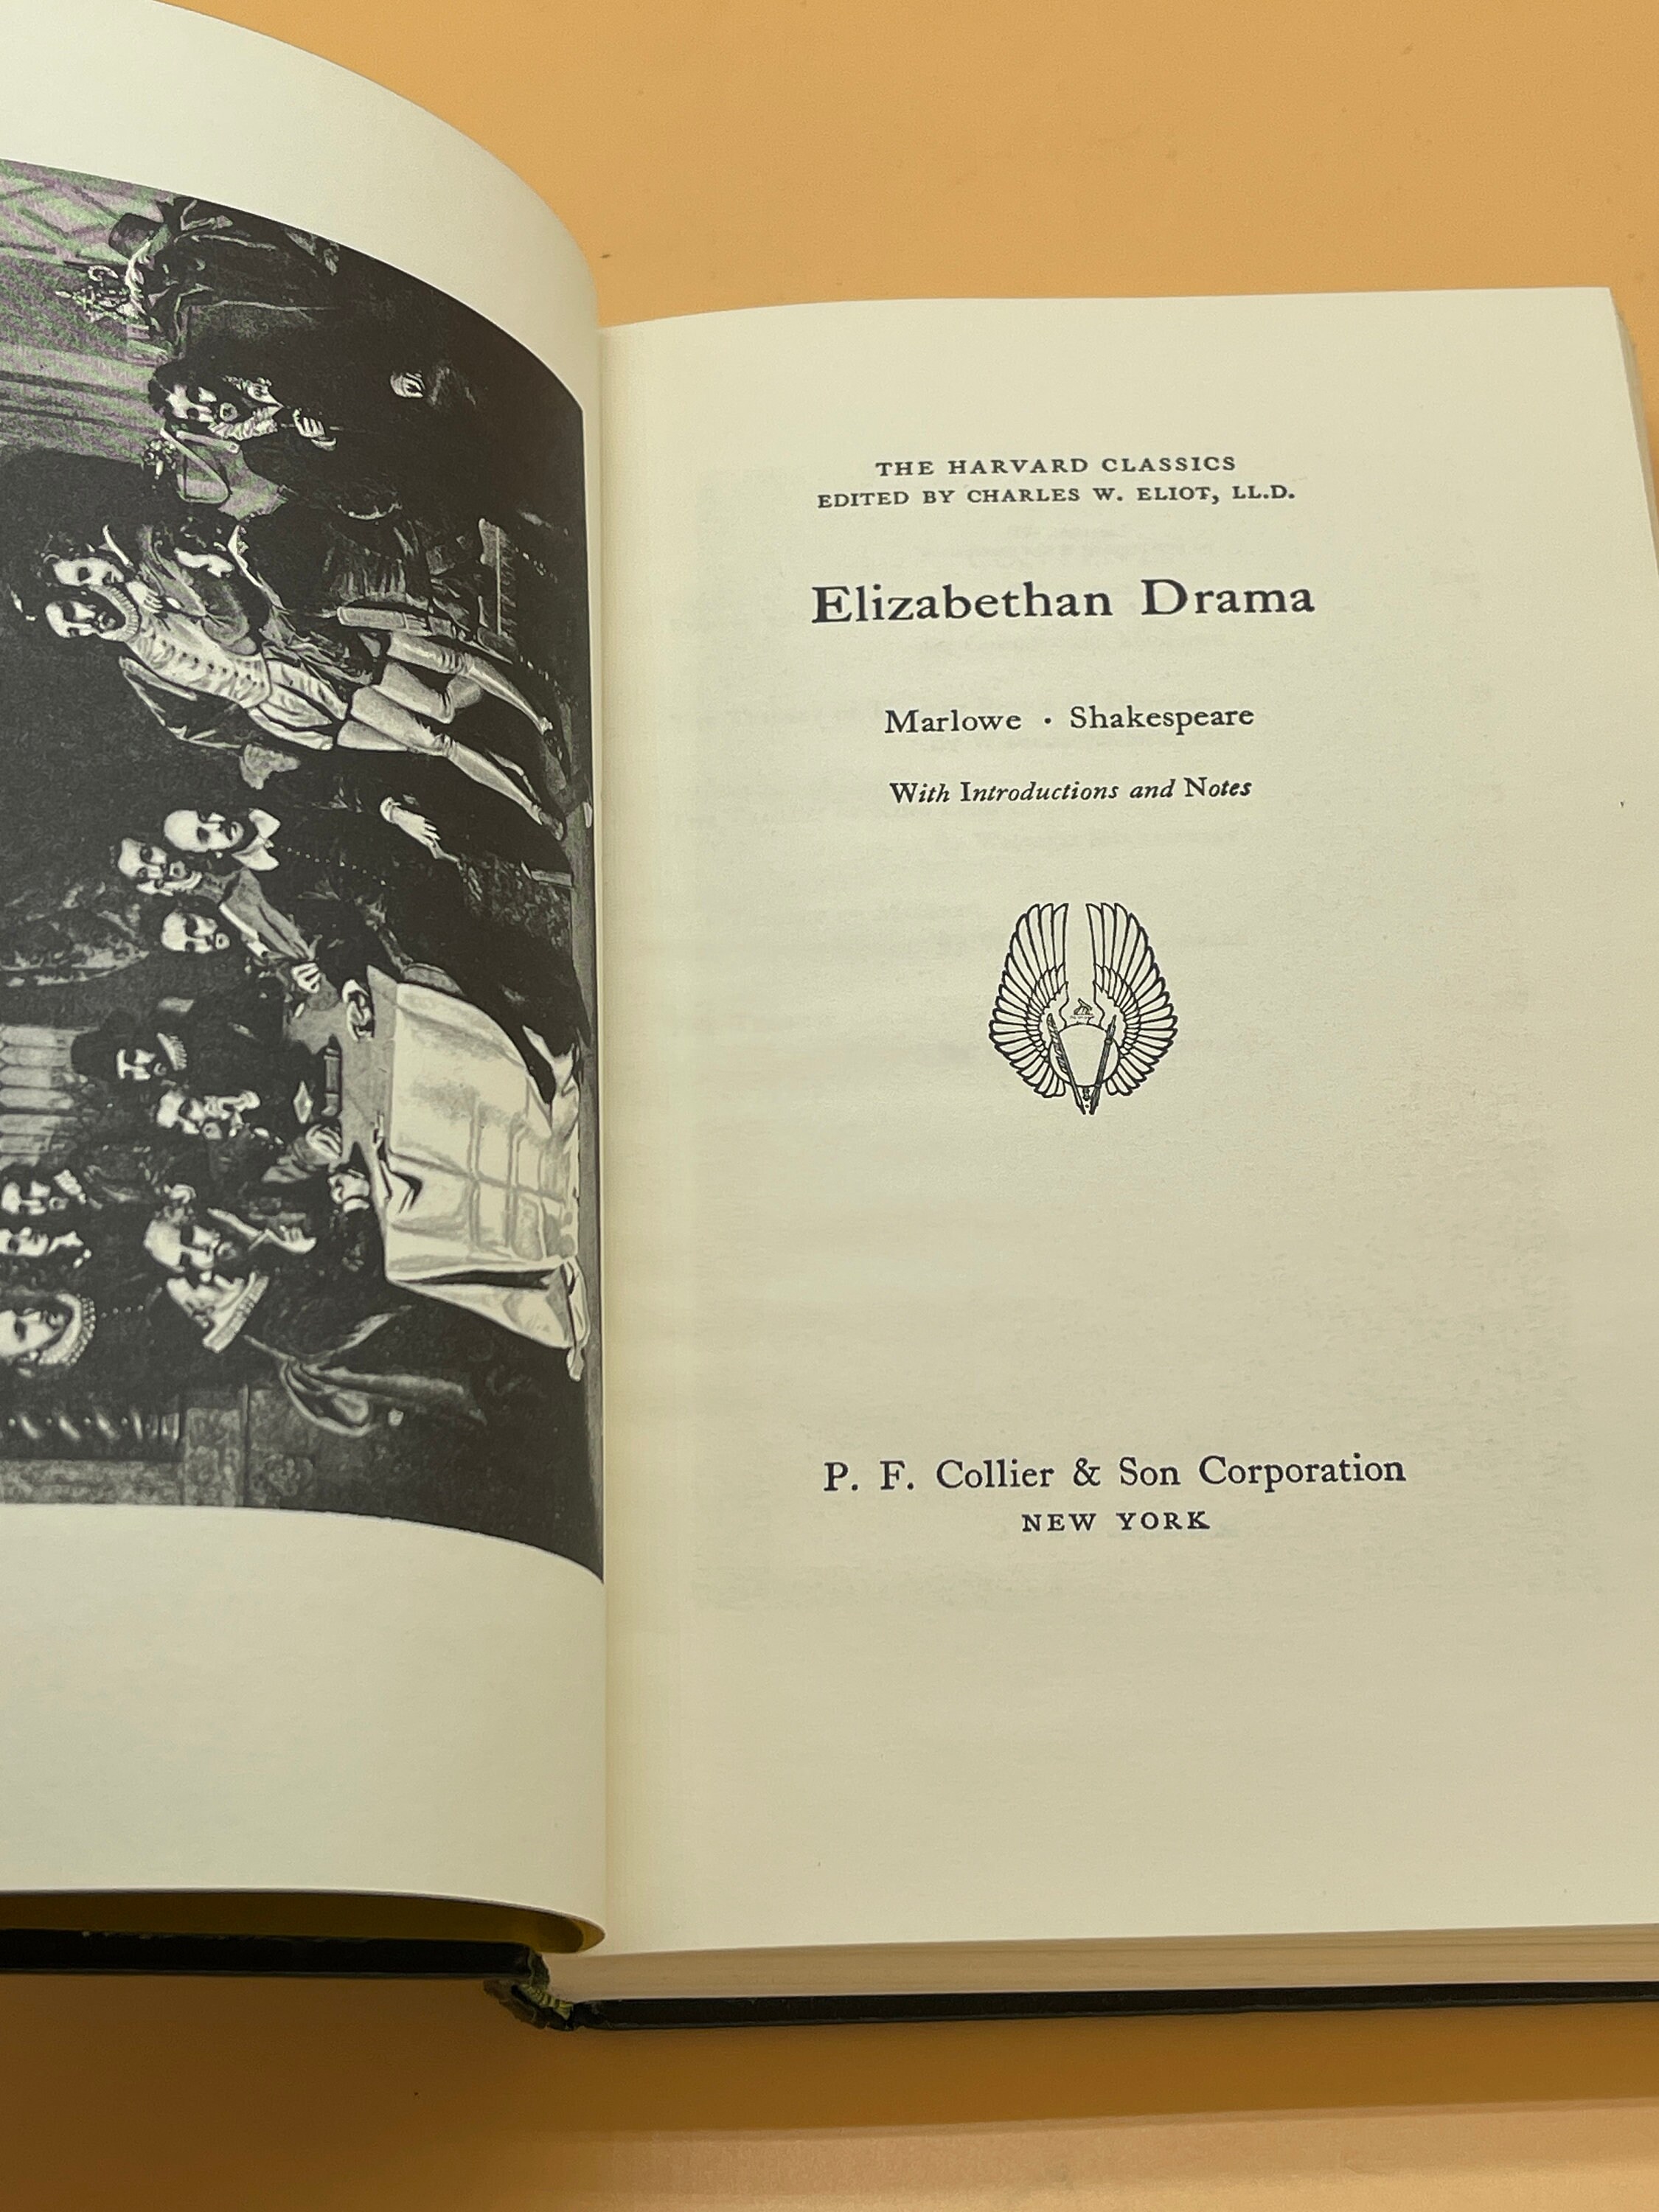 THE HARVARD CLASSICS
EDITED BY CHARLES W. ELIOT, LL.D.
Elizabethan Drama
Marlowe · Shakespeare
With Introductions and Notes
P. F. Collier & Son Corporation
NEW YORK